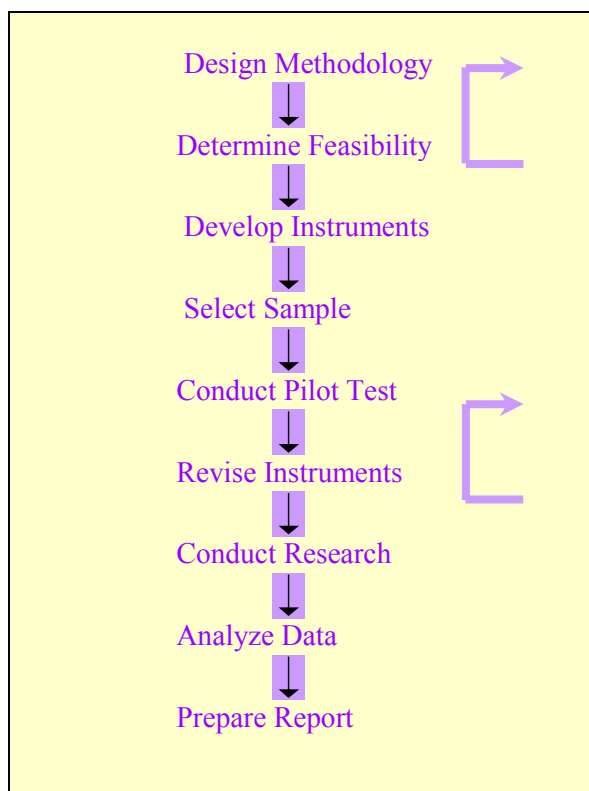 Design Methodology
Determine Feasibility
Develop Instruments
Select Sample
Conduct Pilot Test
Revise Instruments
Conduct Research
Analyze Data
Prepare Report